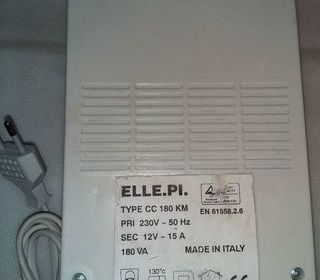 ELLE.PI.
TYPE CC 180 KM
EN 61558.2.6
PRI 230V ~ 50 Hz
SEC 12V ~ 15 A
180 VA
MADE IN ITALY
130°c
CE